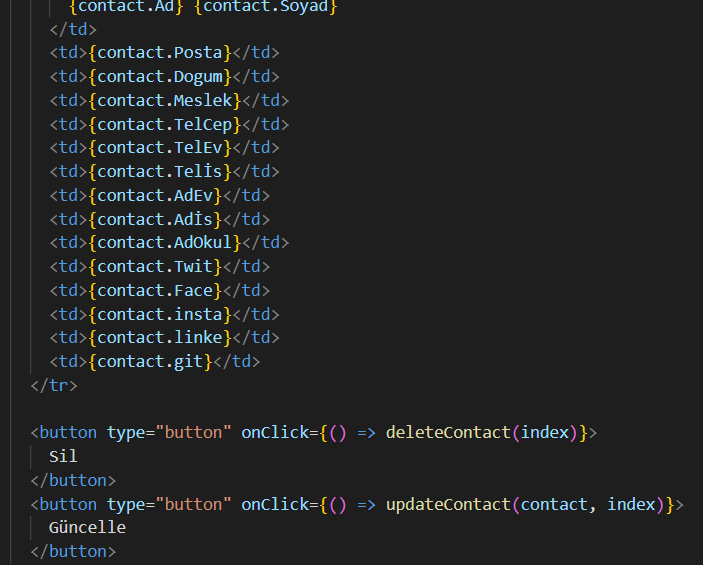 {contact.Ad} {contact.Soyad}
</td>
<td>{contact.Posta}</td>
<td>{contact.Dogum}</td>
<td>{contact.Meslek}</td>
<td>{contact.TelCep}</td>
<td>{contact.TelEv}</td>
<td>{contact.Telİs}</td>
<td>{contact.AdEv}</td>
<td>{contact.Adİs}</td>
<td>{contact.AdOkul}</td>
<td>{contact.Twit}</td>
<td>{contact.Face}</td>
<td>{contact.insta}</td>
<td>{contact.linke}</td>
<td>{contact.git}</td>
</tr>
<button type="button" onClick={() => deleteContact(index)}>
Sil
</button>
<button type="button" onClick={() => updateContact(contact, index)}>
Güncelle
</button>